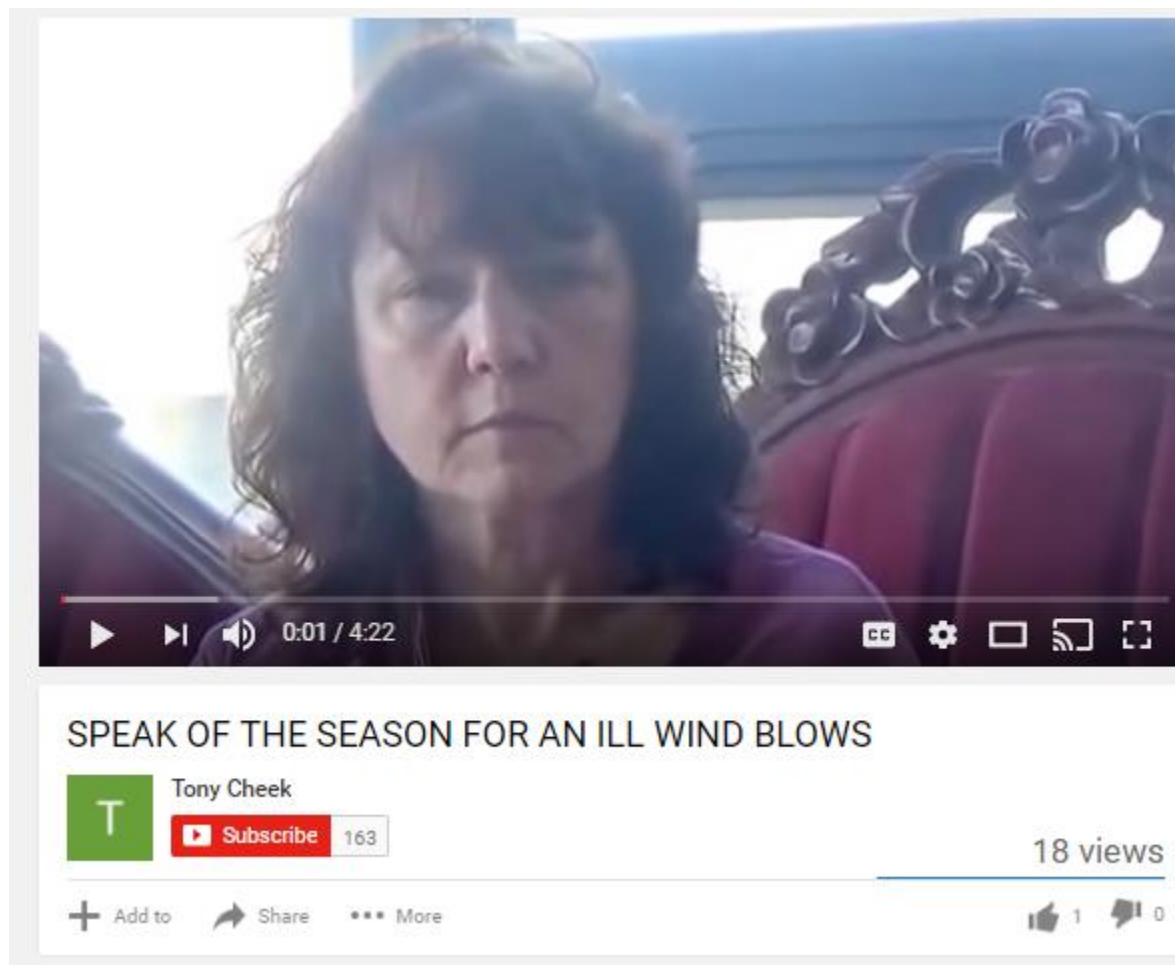 0:01 / 4:22
CC
SPEAK OF THE SEASON FOR AN ILL WIND BLOWS
T
Tony Cheek
Subscribe 163
18 views
Add to Share More 1 0